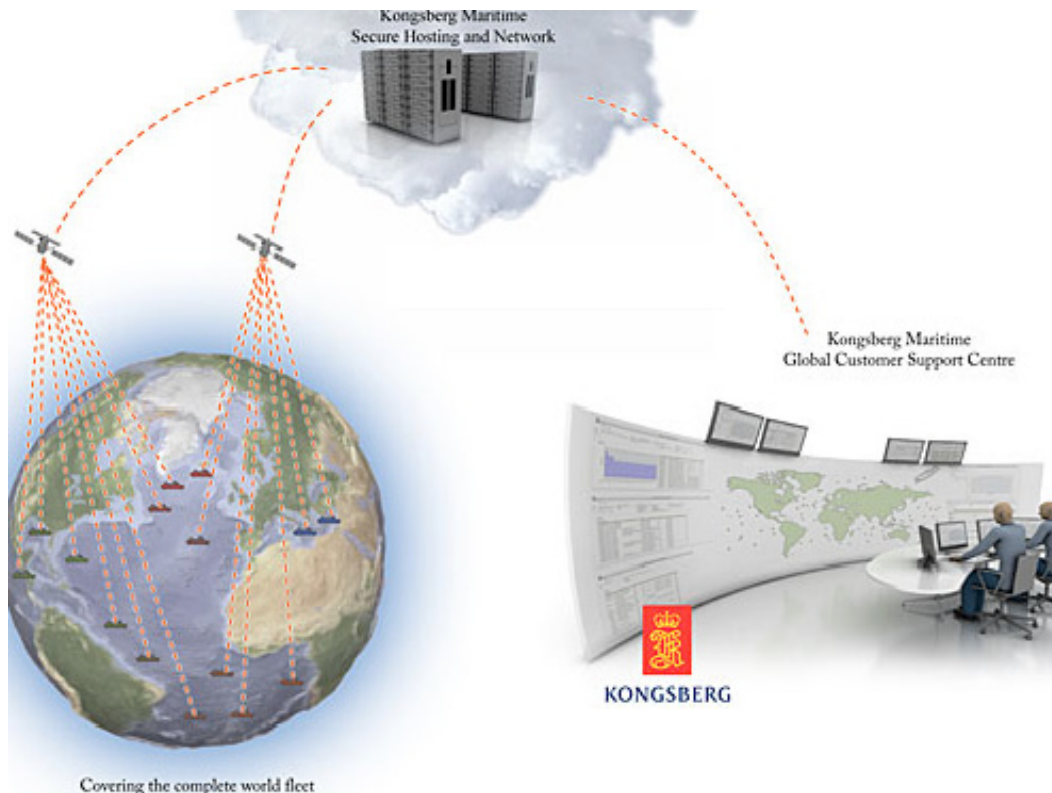 Kongsberg Maritime
Secure Hosting and Network
Kongsberg Maritime
Global Customer Support Centre
KONGSBERG
Covering the complete world fleet